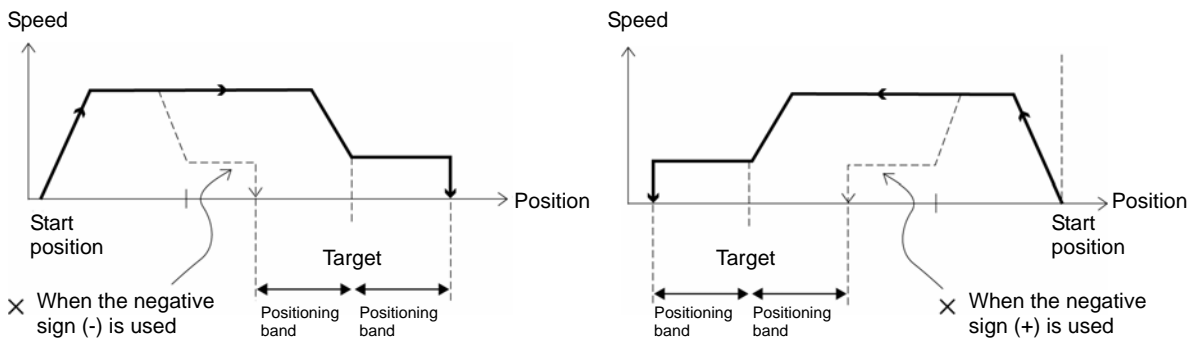 Speed
Position
Start
position
Target
× When the negative
sign (-) is used
Positioning
band
Positioning
band
Speed
Position
Start
position
Target
Positioning
band
Positioning
band
× When the negative
sign (+) is used